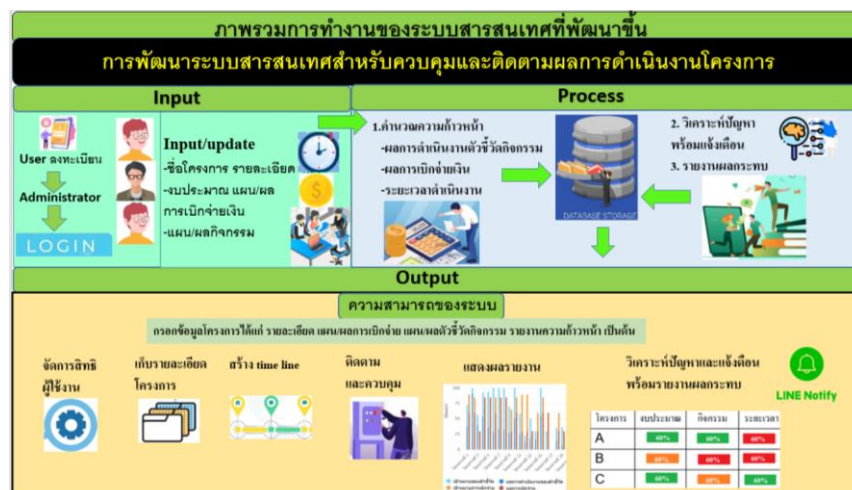 ภาพรวมการทำงานของระบบสารสนเทศที่พัฒนาขึ้น
การพัฒนาระบบสารสนเทศสำหรับควบคุมและติดตามผลการดำเนินงานโครงการ
Input
User ลงทะเบียน
Administrator
LOGIN
Input/update
-ชื่อโครงการ รายละเอียด
-งบประมาณ แผน/ผล
การเบิกจ่ายเงิน
-แผน/ผลกิจกรรม
Process
1.คำนวณความก้าวหน้า
-ผลการดำเนินงานตัวชี้วัดกิจกรรม
-ผลการเบิกจ่ายเงิน
-ระยะเวลาดำเนินงาน
DATABASE STORAGE
2. วิเคราะห์ปัญหา
พร้อมแจ้งเตือน
3. รายงานผลกระทบ
Output
ความสามารถของระบบ
กรอกข้อมูลโครงการได้แก่ รายละเอียด แผน/ผลการเบิกจ่าย แผน/ผลตัวชี้วัดกิจกรรม รายงานความก้าวหน้า เป็นต้น
จัดการสิทธิ
ผู้ใช้งาน
เก็บรายละเอียด
โครงการ
สร้าง time line
ติดตาม
และควบคุม
แสดงผลรายงาน
วิเคราะห์ปัญหาและแจ้งเตือน
พร้อมรายงานผลกระทบ
LINE Notify
โครงการ งบประมาณ กิจกรรม ระยะเวลา
A 60% 60% 60%
B 60% 60% 60%
C 60% 60% 60%